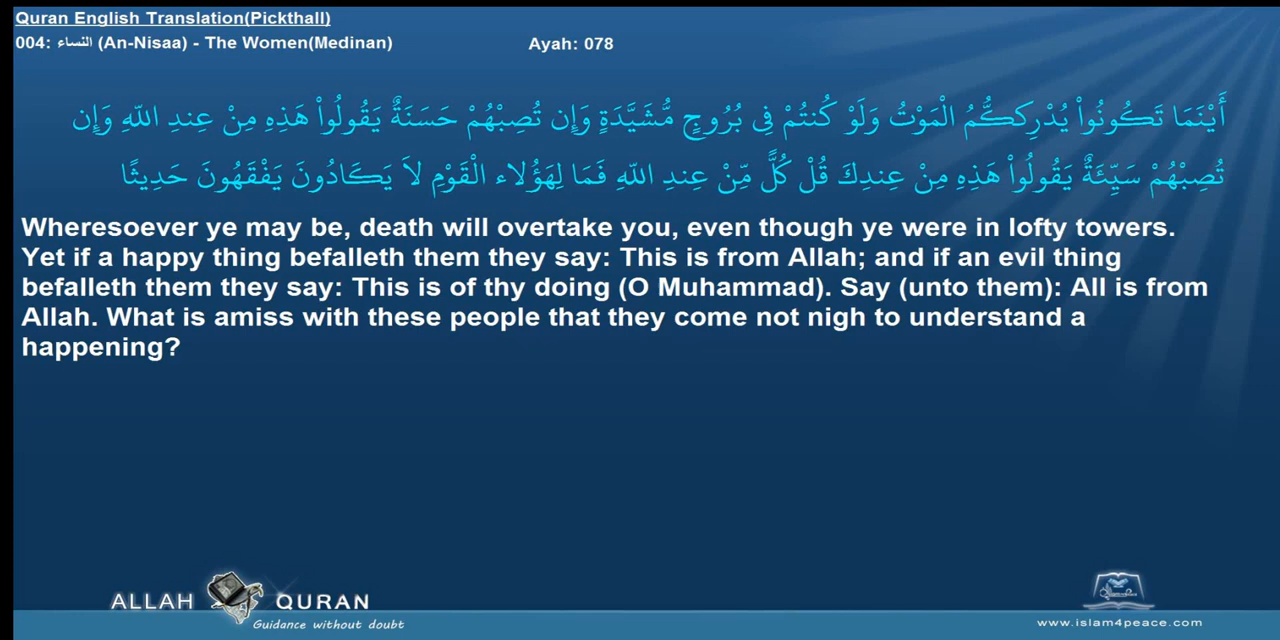 Quran English Translation(Pickthall)
004: النساء (An-Nisaa) - The Women(Medinan)
Ayah: 078
أَيْنَمَا تَكُونُواْ يُدْرِككُّمُ الْمَوْتُ وَلَوْ كُنتُمْ فِي بُرُوجٍ مُّشَيَّدَةٍ وَإِن تُصِبْهُمْ حَسَنَةٌ يَقُولُواْ هَذِهِ مِنْ عِندِ اللّهِ وَإِن
تُصِبْهُمْ سَيِّئَةٌ يَقُولُواْ هَذِهِ مِنْ عِندِكَ قُلْ كُلًّ مِّنْ عِندِ اللّهِ فَمَا لِهَؤُلاء الْقَوْمِ لاَ يَكَادُونَ يَفْقَهُونَ حَدِيثًا
Wheresoever ye may be, death will overtake you, even though ye were in lofty towers.
Yet if a happy thing befalleth them they say: This is from Allah; and if an evil thing
befalleth them they say: This is of thy doing (O Muhammad). Say (unto them): All is from
Allah. What is amiss with these people that they come not nigh to understand a
happening?
ALLAH QURAN
Guidance without doubt
www.islam4peace.com